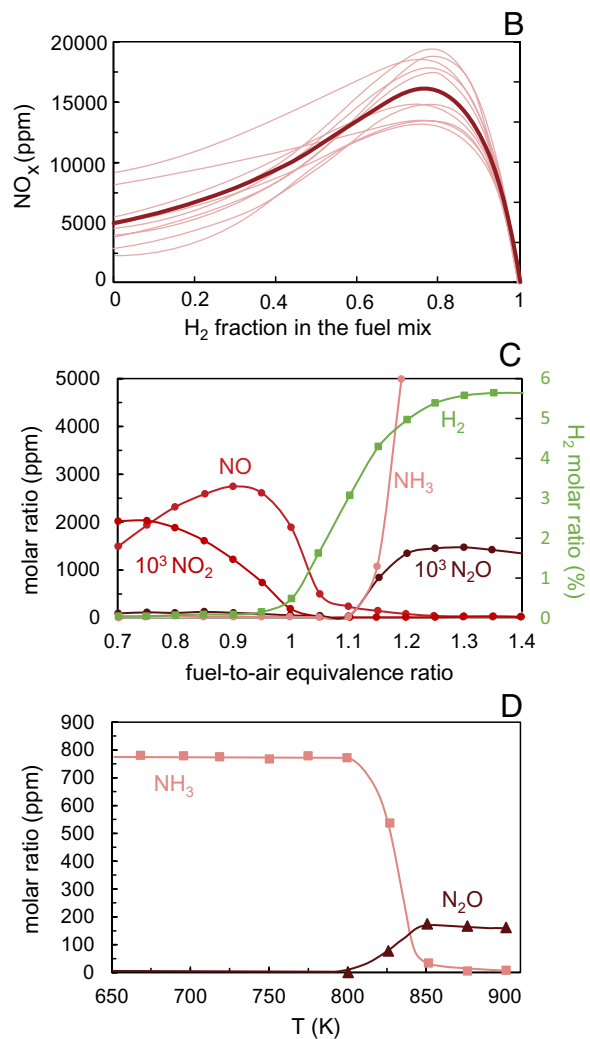 B
20000
15000
10000
5000
0
NOX(ppm)
0 0.2 0.4 0.6 0.8 1
H2 fraction in the fuel mix
C
5000 6
4000 5
3000 4
2000 3
1000 2
0 1
0
NO
H2
NH3
10³ NO2
10³ N2O
molar ratio (ppm)
H2 molar ratio (%)
0.7 0.8 0.9 1 1.1 1.2 1.3 1.4
fuel-to-air equivalence ratio
D
900
800
700
600
500
400
300
200
100
0
NH3
N2O
molar ratio (ppm)
650 700 750 800 850 900
T (K)